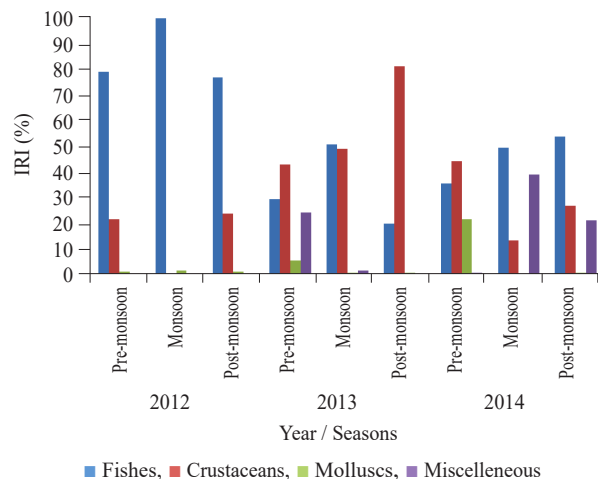 100
90
80
70
60
50
40
30
20
10
0
IRI (%)
Pre-monsoon
Monsoon
Post-monsoon
Pre-monsoon
Monsoon
Post-monsoon
Pre-monsoon
Monsoon
Post-monsoon
2012 2013 2014
Year / Seasons
Fishes, Crustaceans, Molluscs, Miscelleneous